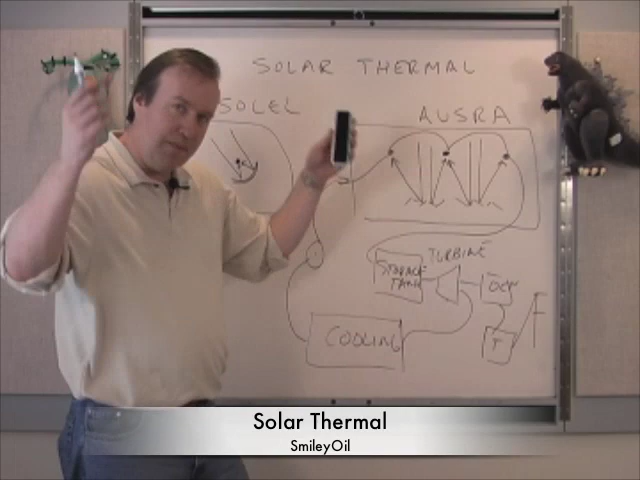 SOLAR THERMAL
SOLEL
AUSRA
TURBINE
STORAGE
TANK
COOLING
T
Solar Thermal
SmileyOil